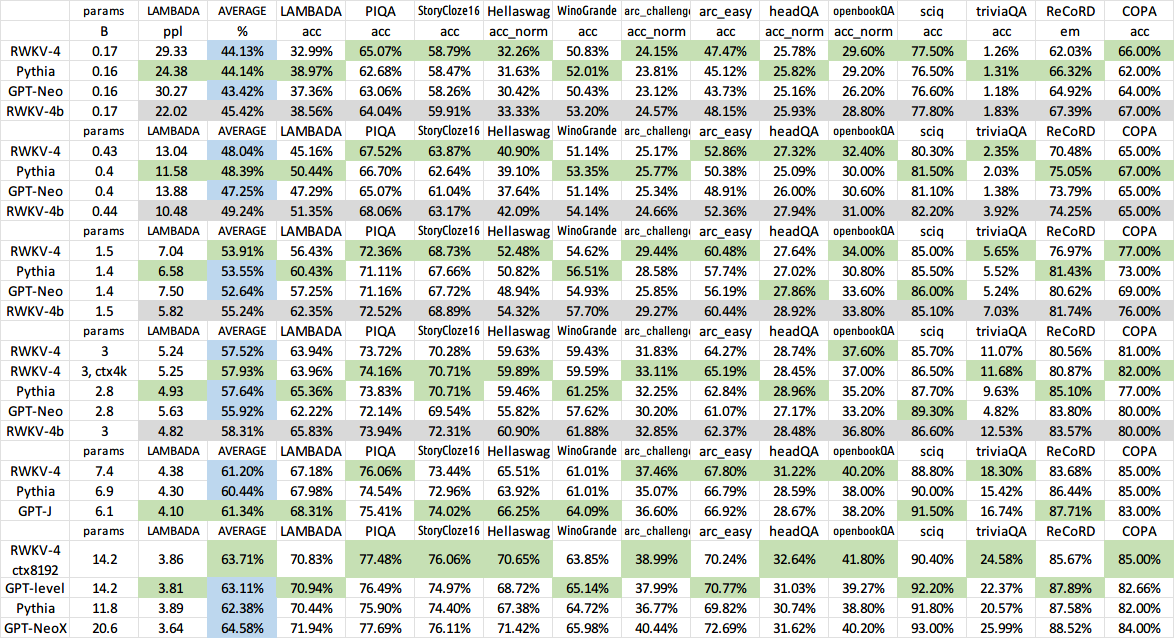 params LAMBADA AVERAGE LAMBADA PIQA StoryCloze16 Hellaswag WinoGrande arc_challenge arc_easy headQA openbookQA sciq triviaQA ReCoRD COPA
B ppl % acc acc acc acc_norm acc acc_norm acc acc_norm acc_norm acc acc em acc
RWKV-4 0.17 29.33 44.13% 32.99% 65.07% 58.79% 32.26% 50.83% 24.15% 47.47% 25.78% 29.60% 77.50% 1.26% 62.03% 66.00%
Pythia 0.16 24.38 44.14% 38.97% 62.68% 58.47% 31.63% 52.01% 23.81% 45.12% 25.82% 29.20% 76.50% 1.31% 66.32% 62.00%
GPT-Neo 0.16 30.27 43.42% 37.36% 63.06% 58.26% 30.42% 50.43% 23.12% 43.73% 25.16% 26.20% 76.60% 1.18% 64.92% 64.00%
RWKV-4b 0.17 22.02 45.42% 38.56% 64.04% 59.91% 33.33% 53.20% 24.57% 48.15% 25.93% 28.80% 77.80% 1.83% 67.39% 67.00%
params LAMBADA AVERAGE LAMBADA PIQA StoryCloze16 Hellaswag WinoGrande arc_challenge arc_easy headQA openbookQA sciq triviaQA ReCoRD COPA
RWKV-4 0.43 13.04 48.04% 45.16% 67.52% 63.87% 40.90% 51.14% 25.17% 52.86% 27.32% 32.40% 80.30% 2.35% 70.48% 65.00%
Pythia 0.4 11.58 48.39% 50.44% 66.70% 62.64% 39.10% 53.35% 25.77% 50.38% 25.09% 30.00% 81.50% 2.03% 75.05% 67.00%
GPT-Neo 0.4 13.88 47.25% 47.29% 65.07% 61.04% 37.64% 51.14% 25.34% 48.91% 26.00% 30.60% 81.10% 1.38% 73.79% 65.00%
RWKV-4b 0.44 10.48 49.24% 51.35% 68.06% 63.17% 42.09% 54.14% 24.66% 52.36% 27.94% 31.00% 82.20% 3.92% 74.25% 65.00%
params LAMBADA AVERAGE LAMBADA PIQA StoryCloze16 Hellaswag WinoGrande arc_challenge arc_easy headQA openbookQA sciq triviaQA ReCoRD COPA
RWKV-4 1.5 7.04 53.91% 56.43% 72.36% 68.73% 52.48% 54.62% 29.44% 60.48% 27.64% 34.00% 85.00% 5.65% 76.97% 77.00%
Pythia 1.4 6.58 53.55% 60.43% 71.11% 67.66% 50.82% 56.51% 28.58% 57.74% 27.02% 30.80% 85.50% 5.52% 81.43% 73.00%
GPT-Neo 1.4 7.50 52.64% 57.25% 71.16% 67.72% 48.94% 54.93% 25.85% 56.19% 27.86% 33.60% 86.00% 5.24% 80.62% 69.00%
RWKV-4b 1.5 5.82 55.24% 62.35% 72.52% 68.89% 54.32% 57.70% 29.27% 60.44% 28.92% 33.80% 85.10% 7.03% 81.74% 76.00%
params LAMBADA AVERAGE LAMBADA PIQA StoryCloze16 Hellaswag WinoGrande arc_challenge arc_easy headQA openbookQA sciq triviaQA ReCoRD COPA
RWKV-4 3 5.24 57.52% 63.94% 73.72% 70.28% 59.63% 59.43% 31.83% 64.27% 28.74% 37.60% 85.70% 11.07% 80.56% 81.00%
RWKV-4 3, ctx4k 5.25 57.93% 63.96% 74.16% 70.71% 59.89% 59.59% 33.11% 65.19% 28.45% 37.00% 86.50% 11.68% 80.87% 82.00%
Pythia 2.8 4.93 57.64% 65.36% 73.83% 70.71% 59.46% 61.25% 32.25% 62.84% 28.96% 35.20% 87.70% 9.63% 85.10% 77.00%
GPT-Neo 2.8 5.63 55.92% 62.22% 72.14% 69.54% 55.82% 57.62% 30.20% 61.07% 27.17% 33.20% 89.30% 4.82% 83.80% 80.00%
RWKV-4b 3 4.82 58.31% 65.83% 73.94% 72.31% 60.90% 61.88% 32.85% 62.37% 28.48% 36.80% 86.60% 12.53% 83.57% 80.00%
params LAMBADA AVERAGE LAMBADA PIQA StoryCloze16 Hellaswag WinoGrande arc_challenge arc_easy headQA openbookQA sciq triviaQA ReCoRD COPA
RWKV-4 7.4 4.38 61.20% 67.18% 76.06% 73.44% 65.51% 61.01% 37.46% 67.80% 31.22% 40.20% 88.80% 18.30% 83.68% 85.00%
Pythia 6.9 4.30 60.44% 67.98% 74.54% 72.96% 63.92% 61.01% 35.07% 66.79% 28.59% 38.00% 90.00% 15.42% 86.44% 85.00%
GPT-J 6.1 4.10 61.34% 68.31% 75.41% 74.02% 66.25% 64.09% 36.60% 66.92% 28.67% 38.20% 91.50% 16.74% 87.71% 83.00%
params LAMBADA AVERAGE LAMBADA PIQA StoryCloze16 Hellaswag WinoGrande arc_challenge arc_easy headQA openbookQA sciq triviaQA ReCoRD COPA
RWKV-4
ctx8192 14.2 3.86 63.71% 70.83% 77.48% 76.06% 70.65% 63.85% 38.99% 70.24% 32.64% 41.80% 90.40% 24.58% 85.67% 85.00%
GPT-level 14.2 3.81 63.11% 70.94% 76.49% 74.97% 68.72% 65.14% 37.99% 70.77% 31.03% 39.27% 92.20% 22.37% 87.89% 82.66%
Pythia 11.8 3.89 62.38% 70.44% 75.90% 74.40% 67.38% 64.72% 36.77% 69.82% 30.74% 38.80% 91.80% 20.57% 87.58% 82.00%
GPT-NeoX 20.6 3.64 64.58% 71.94% 77.69% 76.11% 71.42% 65.98% 40.44% 72.69% 31.62% 40.20% 93.00% 25.99% 88.52% 84.00%